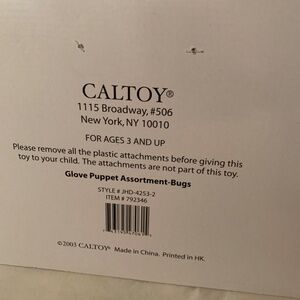 CALTOY®
1115 Broadway, #506
New York, NY 10010
FOR AGES 3 AND UP
Please remove all the plastic attachments before giving this
toy to your child. The attachments are not part of this toy.
Glove Puppet Assortment-Bugs
STYLE # JHD-4253-2
ITEM # 792346
©2003 CALTOY® Made in China. Printed in HK.